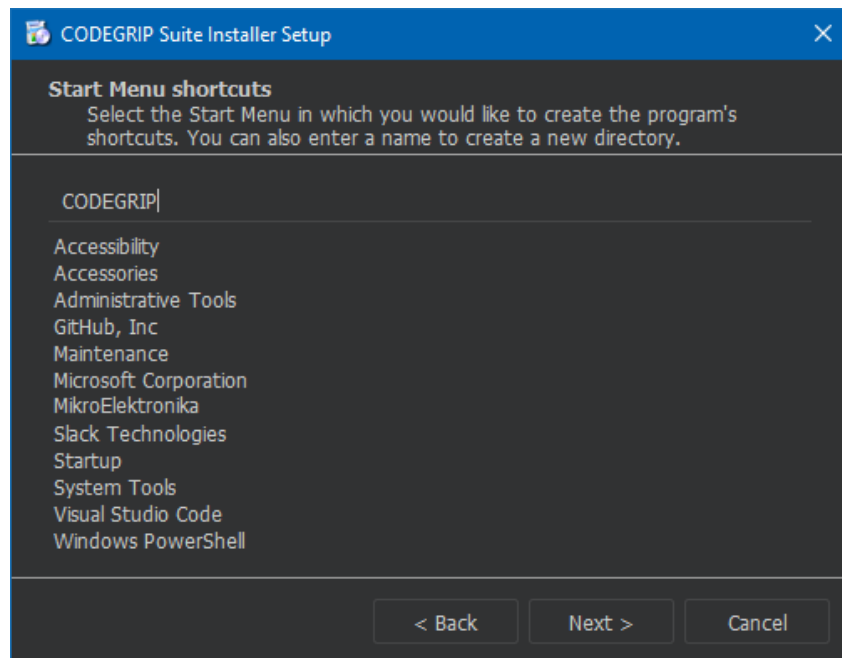 CODEGRIP Suite Installer Setup
Start Menu shortcuts
Select the Start Menu in which you would like to create the program's
shortcuts. You can also enter a name to create a new directory.
CODEGRIP
Accessibility
Accessories
Administrative Tools
GitHub, Inc
Maintenance
Microsoft Corporation
MikroElektronika
Slack Technologies
Startup
System Tools
Visual Studio Code
Windows PowerShell
< Back Next > Cancel